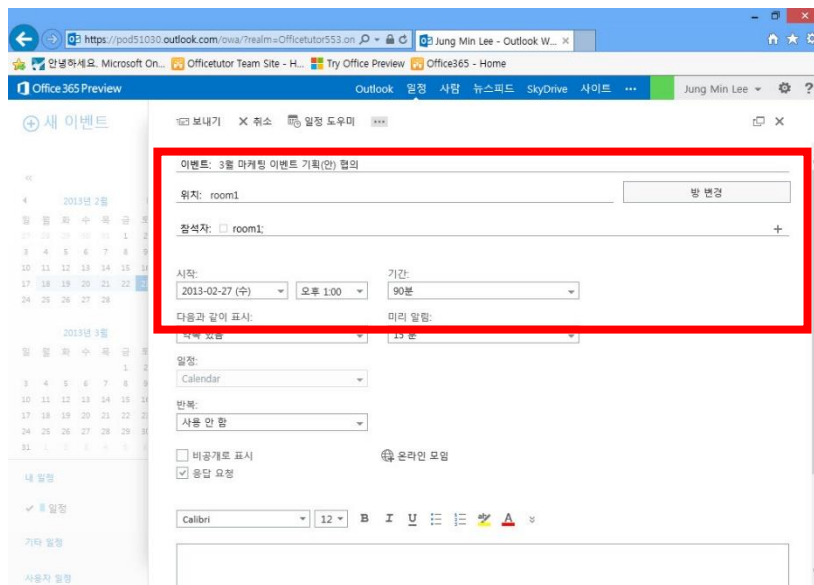 https://pod51030.outlook.com/owa/?realm=Officetutor553.on
Jung Min Lee - Outlook W...
안녕하세요. Microsoft On... Officetutor Team Site - H... Try Office Preview Office365 - Home
Office 365 Preview Outlook 일정 사람 뉴스피드 SkyDrive 사이트 ••• Jung Min Lee ?
새 이벤트 보내기 취소 일정 도우미 •••
이벤트: 3월 마케팅 이벤트 기획(안) 협의
위치: room1 방 변경
참석자: room1;
시작: 기간:
2013-02-27 (수) 오후 1:00 90분
다음과 같이 표시: 미리 알림:
약속 있음 15 분
일정:
Calendar
반복:
사용 안 함
비공개로 표시 온라인 모임
응답 요청
Calibri 12 B I U A
2013년 2월
일 월 화 수 목 금
27 28 29 30 31 1 2
3 4 5 6 7 8 9
10 11 12 13 14 15 16
17 18 19 20 21 22
24 25 26 27 28
2013년 3월
일 월 화 수 목 금
1 2
3 4 5 6 7 8 9
10 11 12 13 14 15 16
17 18 19 20 21 22 23
24 25 26 27 28 29 30
31 1 2 3 4 5
내 일정
일정
기타 일정
사용자 일정